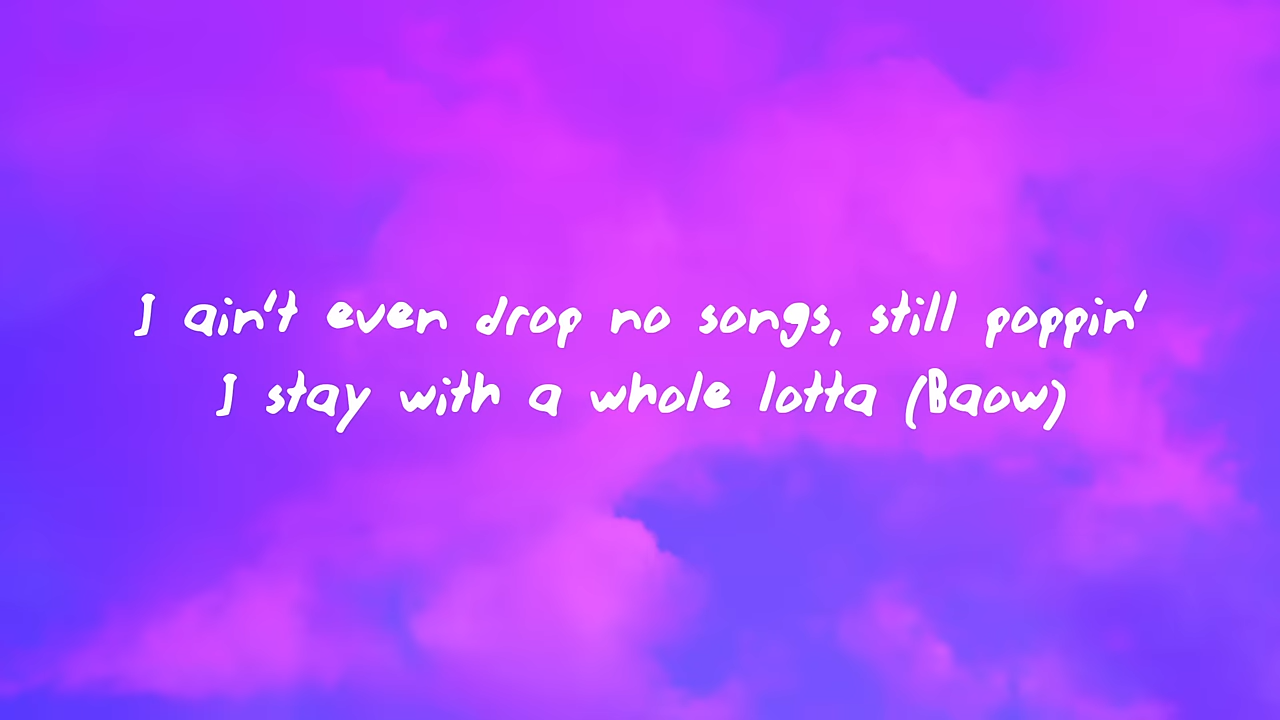 I ain't even drop no songs, still poppin'
I stay with a whole lotta (Baow)